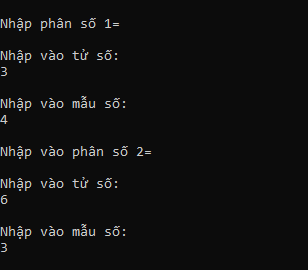 Nhập phân số 1=
Nhập vào tử số:
3
Nhập vào mẫu số:
4
Nhập vào phân số 2=
Nhập vào tử số:
6
Nhập vào mẫu số:
3